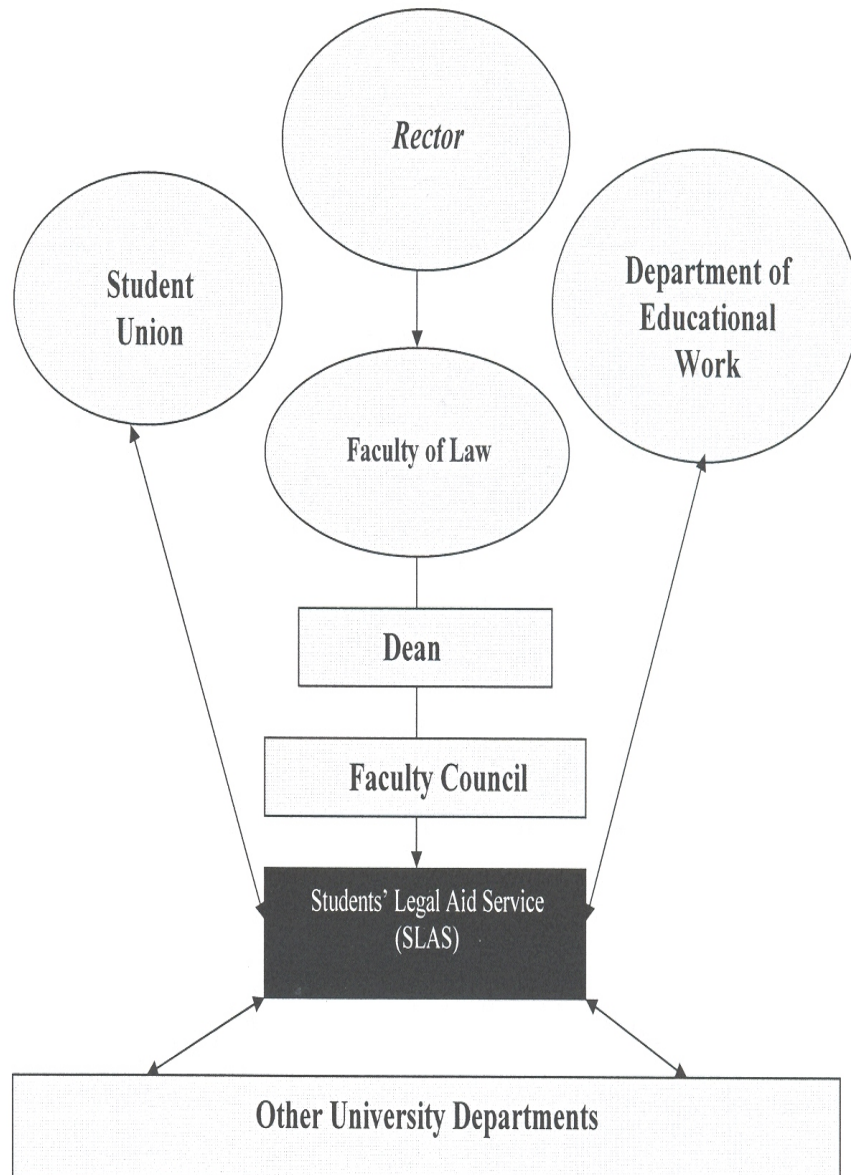 Rector
Student
Union
Department of
Educational
Work
Faculty of Law
Dean
Faculty Council
Students’ Legal Aid Service
(SLAS)
Other University Departments